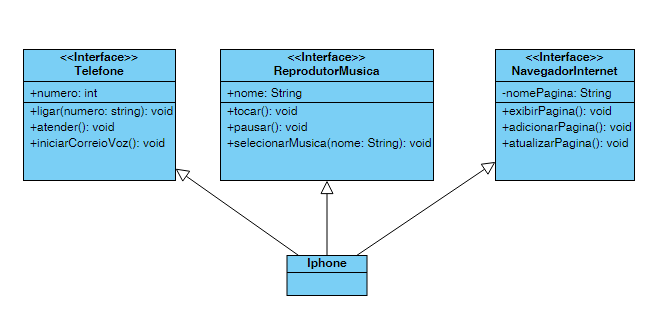 <<Interface>>
Telefone
+numero: int
+ligar(numero: string): void
+atender(): void
+iniciarCorreioVoz(): void
<<Interface>>
ReprodutorMusica
+nome: String
+tocar(): void
+pausar(): void
+selecionarMusica(nome: String): void
<<Interface>>
NavegadorInternet
-nomePagina: String
+exibirPagina(): void
+adicionarPagina(): void
+atualizarPagina(): void
Iphone